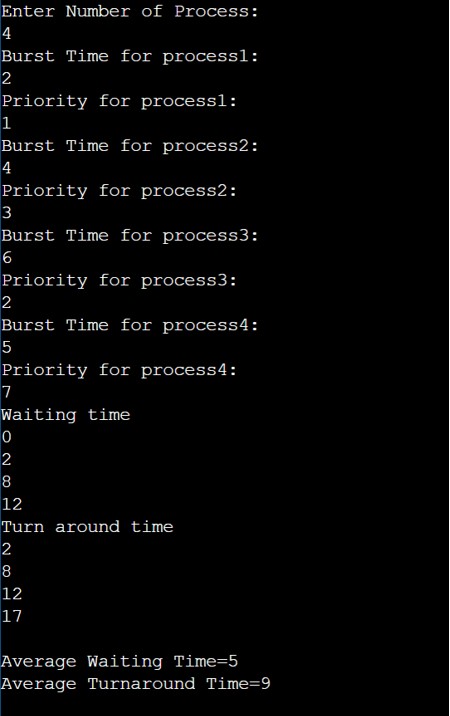 Enter Number of Process:
4
Burst Time for process1:
2
Priority for process1:
1
Burst Time for process2:
4
Priority for process2:
3
Burst Time for process3:
6
Priority for process3:
2
Burst Time for process4:
5
Priority for process4:
7
Waiting time
0
2
8
12
Turn around time
2
8
12
17
Average Waiting Time=5
Average Turnaround Time=9